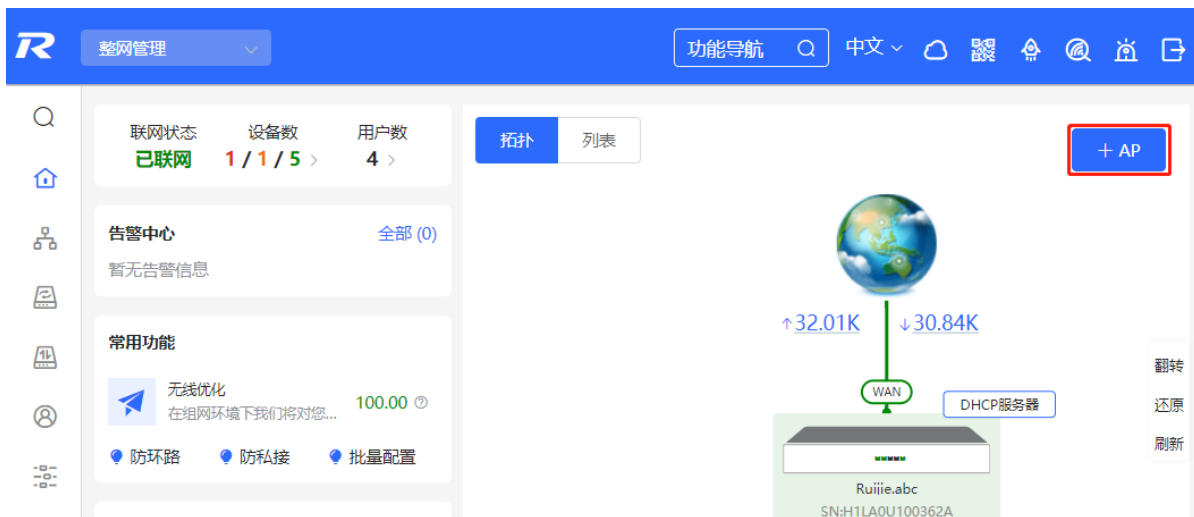 整网管理
功能导航
中文
联网状态 设备数 用户数
已联网 1 / 1 / 5 > 4 >
拓扑 列表
+ AP
告警中心 全部 (0)
暂无告警信息
↑32.01K ↓30.84K
常用功能
无线优化
在组网环境下我们将对您... 100.00
防环路 防私接 批量配置
WAN
DHCP服务器
Ruijie.abc
SN:H1LA0U100362A
翻转
还原
刷新